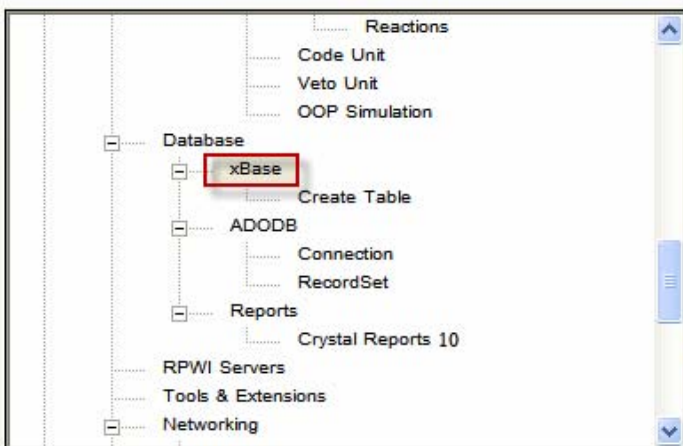 Reactions
Code Unit
Veto Unit
OOP Simulation
Database
xBase
Create Table
ADODB
Connection
RecordSet
Reports
Crystal Reports 10
RPWI Servers
Tools & Extensions
Networking